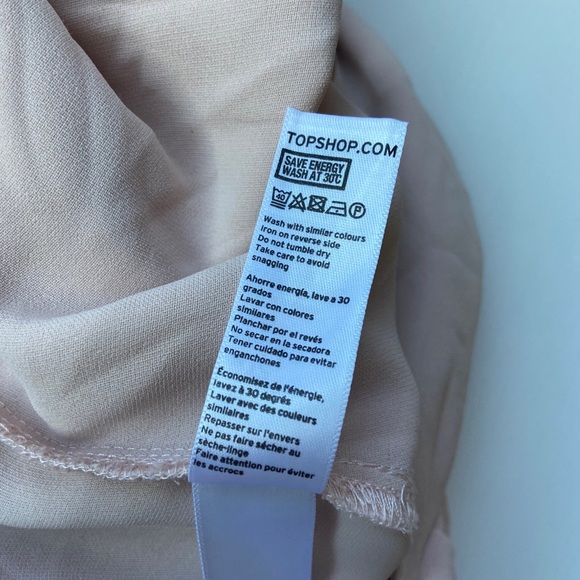 TOPSHOP.COM
SAVE ENERGY
WASH AT 30°C
40 P
Wash with similar colours
Iron on reverse side
Do not tumble dry
Take care to avoid
snagging
Ahorre energía, lave a 30
grados
Lavar con colores
similares
Planchar por el revés
No secar en la secadora
Tener cuidado para evitar
enganchones
Économisez de l'énergie,
lavez à 30 degrés
Laver avec des couleurs
similaires
Repasser sur l'envers
Ne pas faire sécher au
sèche-linge
Faire attention pour éviter
les accrocs